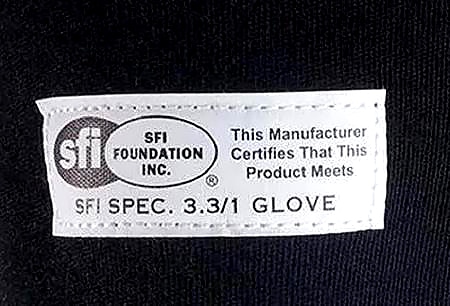 sfi
SFI
FOUNDATION
INC.
®
This Manufacturer
Certifies That This
Product Meets
SFI SPEC. 3.3/1 GLOVE